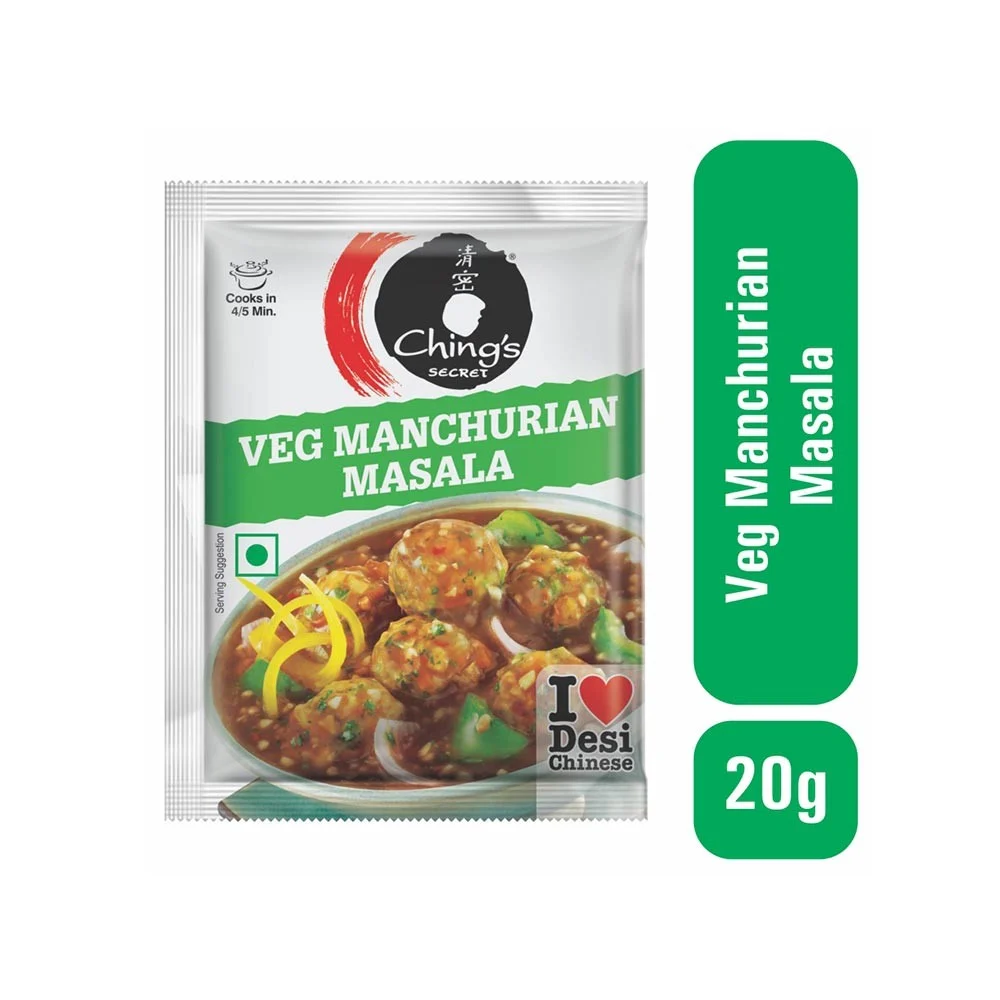 Cooks in
4/5 Min.
清
密
®
Ching's
SECRET
VEG MANCHURIAN
MASALA
Serving Suggestion
I ♥
Desi
Chinese
Veg Manchurian
Masala
20g